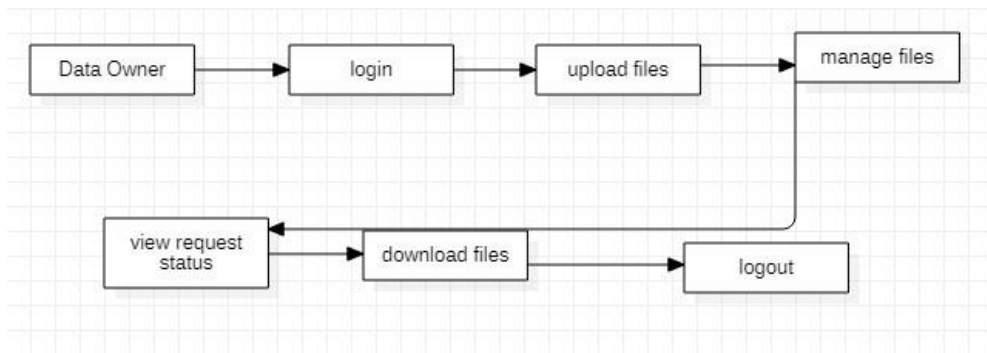 Data Owner
login
upload files
manage files
view request
status
download files
logout